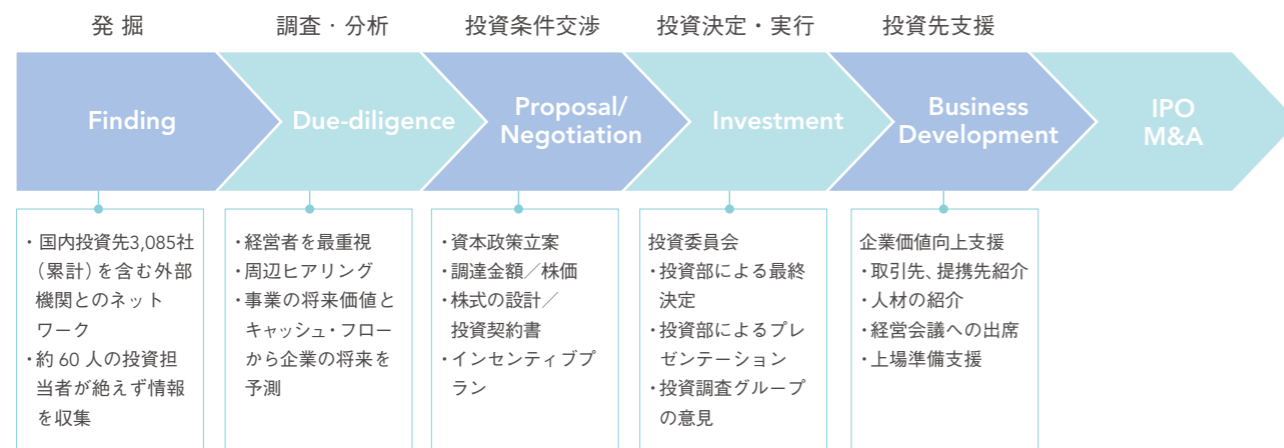 発 掘
調査・分析
投資条件交渉
投資決定・実行
投資先支援
Finding
Due-diligence
Proposal/
Negotiation
Investment
Business
Development
IPO
M&A
・国内投資先3,085社
(累計)を含む外部
機関とのネット
ワーク
・約 60 人の投資担
当者が絶えず情報
を収集
・経営者を最重視
・周辺ヒアリング
・事業の将来価値と
キャッシュ・フロー
から企業の将来を
予測
・資本政策立案
・調達金額／株価
・株式の設計／
投資契約書
・インセンティブプ
ラン
投資委員会
・投資部による最終
決定
・投資部によるプレ
ゼンテーション
・投資調査グループ
の意見
企業価値向上支援
・取引先、提携先紹介
・人材の紹介
・経営会議への出席
・上場準備支援